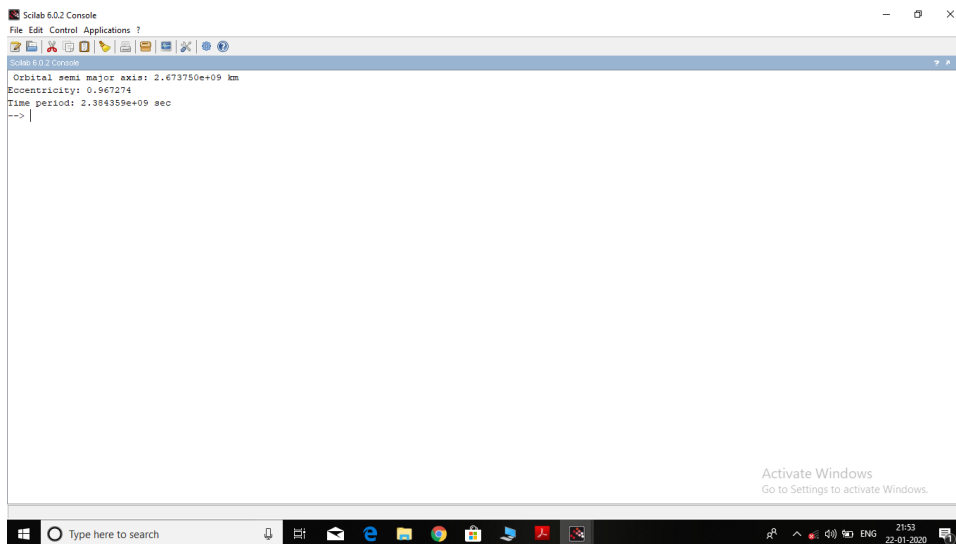 Scilab 6.0.2 Console
File Edit Control Applications ?
Scilab 6.0.2 Console
Orbital semi major axis: 2.673750e+09 km
Eccentricity: 0.967274
Time period: 2.384359e+09 sec
-->
Activate Windows
Go to Settings to activate Windows.
Type here to search
ENG
21:53
22-01-2020
1